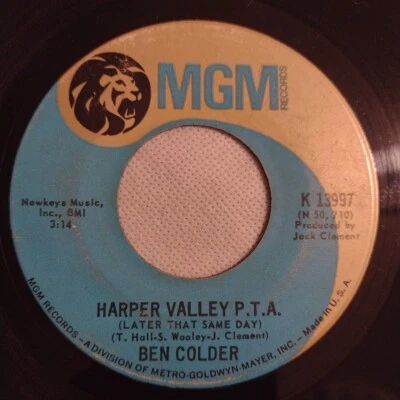 MGM
RECORDS
Newkeys Music,
Inc., BMI
3:14
K 13997
(N 50, 710)
Produced by
Jack Clement
HARPER VALLEY P.T.A.
(LATER THAT SAME DAY)
(T. Hall-S. Wooley-J. Clement)
BEN COLDER
MGM RECORDS - A DIVISION OF METRO-GOLDWYN-MAYER, INC. - Made in U.S.A.